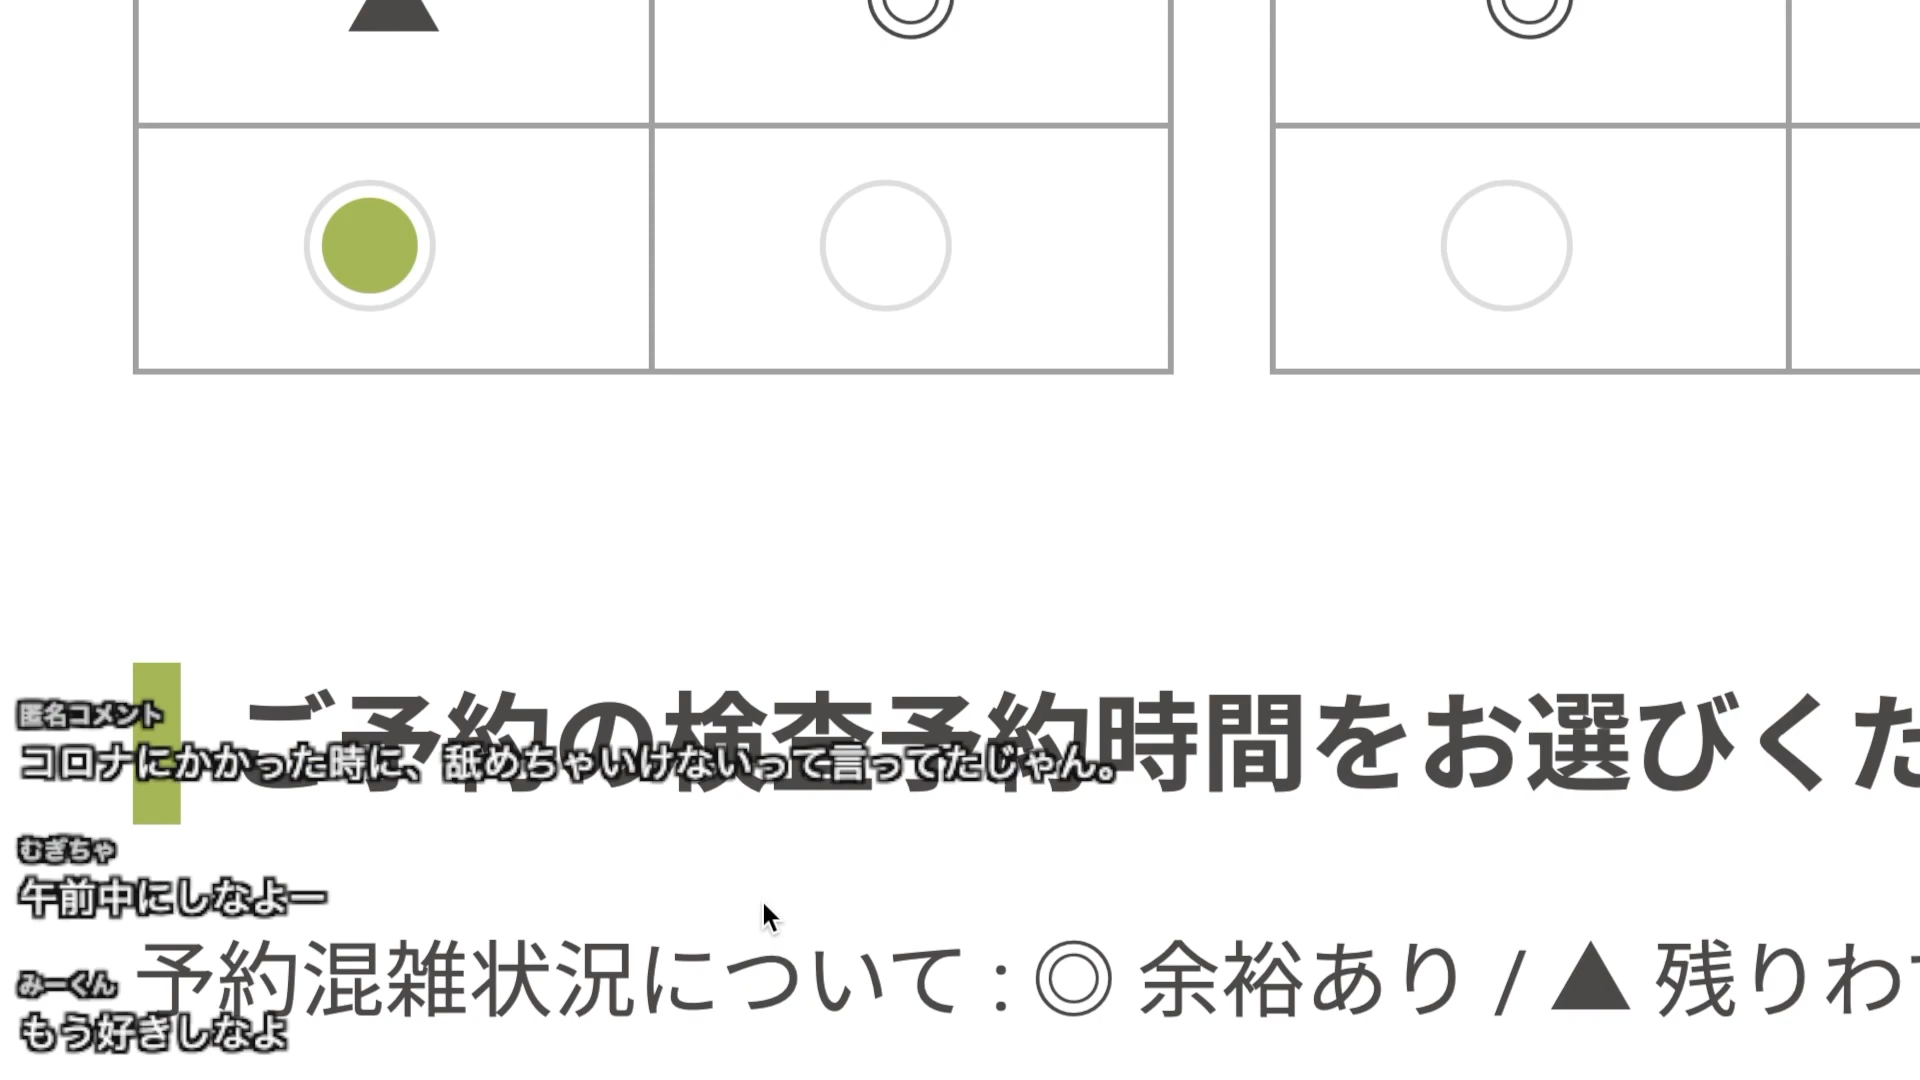 ▲ ◎ ◎
匿名コメント
ご予約の検査予約時間をお選びくだ
コロナにかかった時に、舐めちゃいけないって言ってたじゃん。
むぎちゃ
午前中にしなよー
みーくん
予約混雑状況について : ◎ 余裕あり / ▲ 残りわ
もう好きしなよ